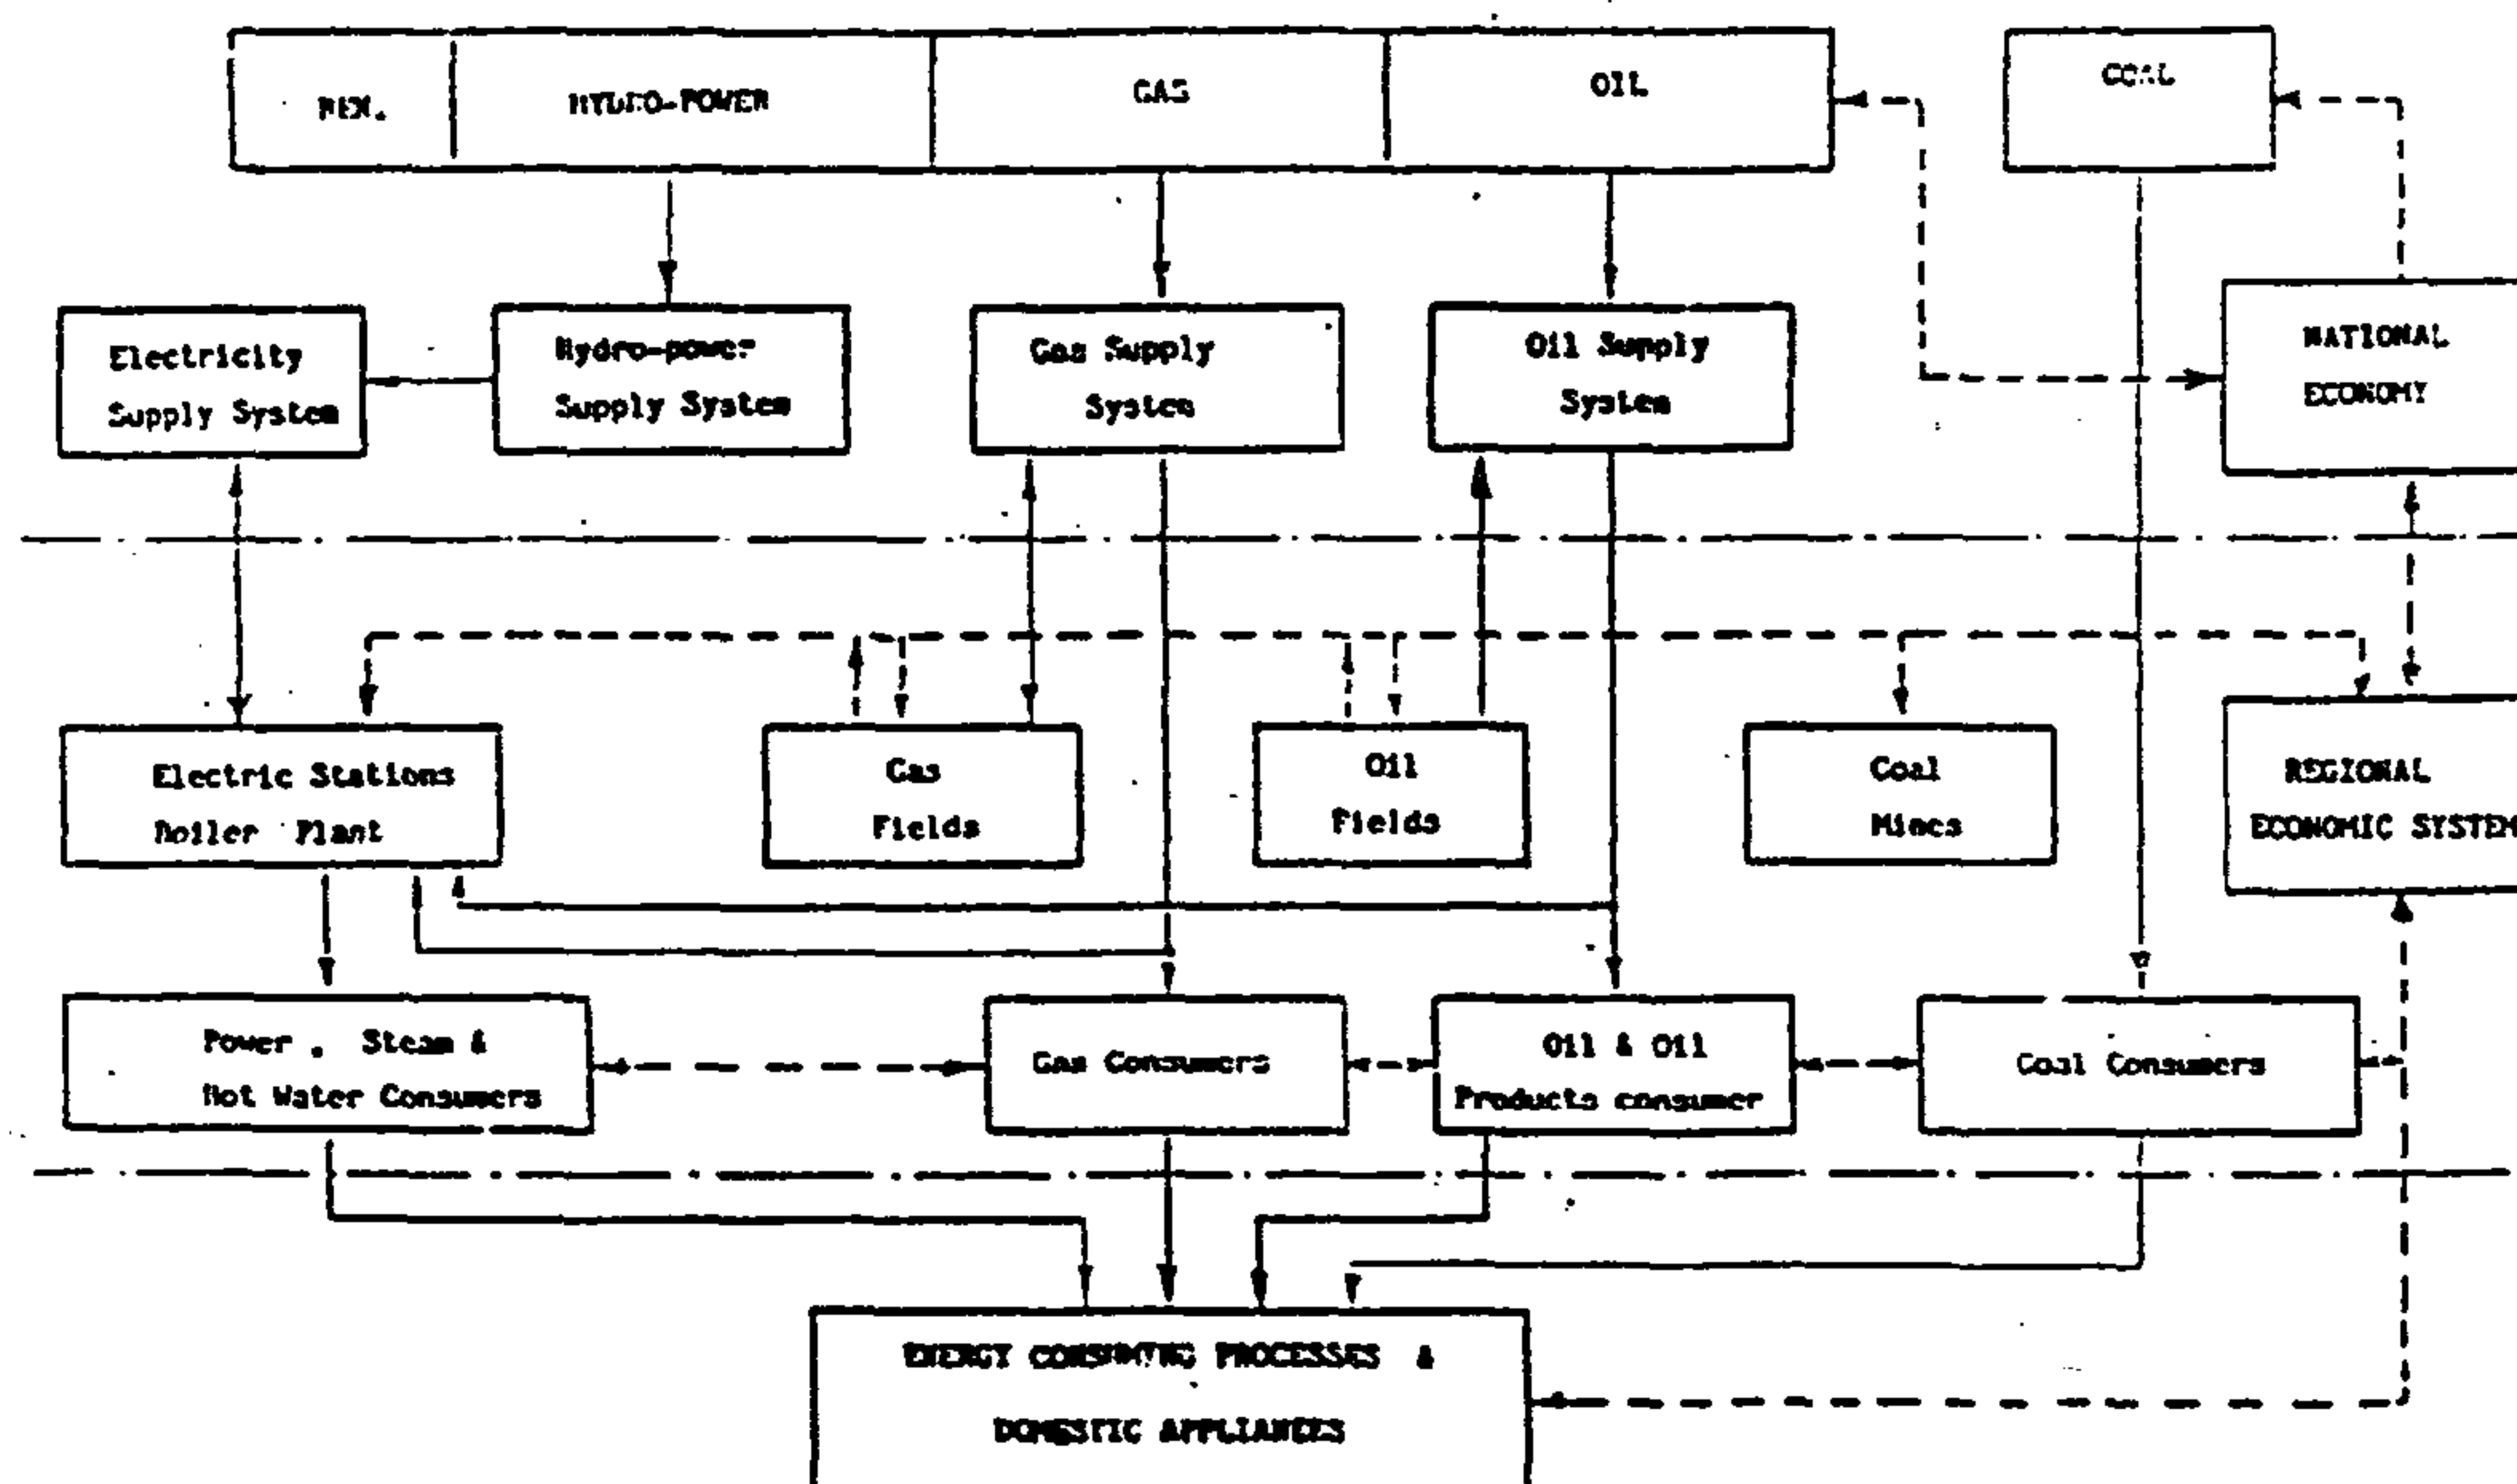 HYDRO-POWER
GAS
OIL
COAL
Electricity
Supply System
Hydro-power
Supply System
Gas Supply
System
Oil Supply
System
NATIONAL
ECONOMY
Electric Stations
Boiler Plant
Gas
Fields
Oil
Fields
Coal
Mines
REGIONAL
ECONOMIC SYSTEM
Power . Steam &
Hot Water Consumers
Gas Consumers
Oil & Oil
Products consumer
Coal Consumers
ENERGY CONSUMING PROCESSES &
DOMESTIC APPLIANCES